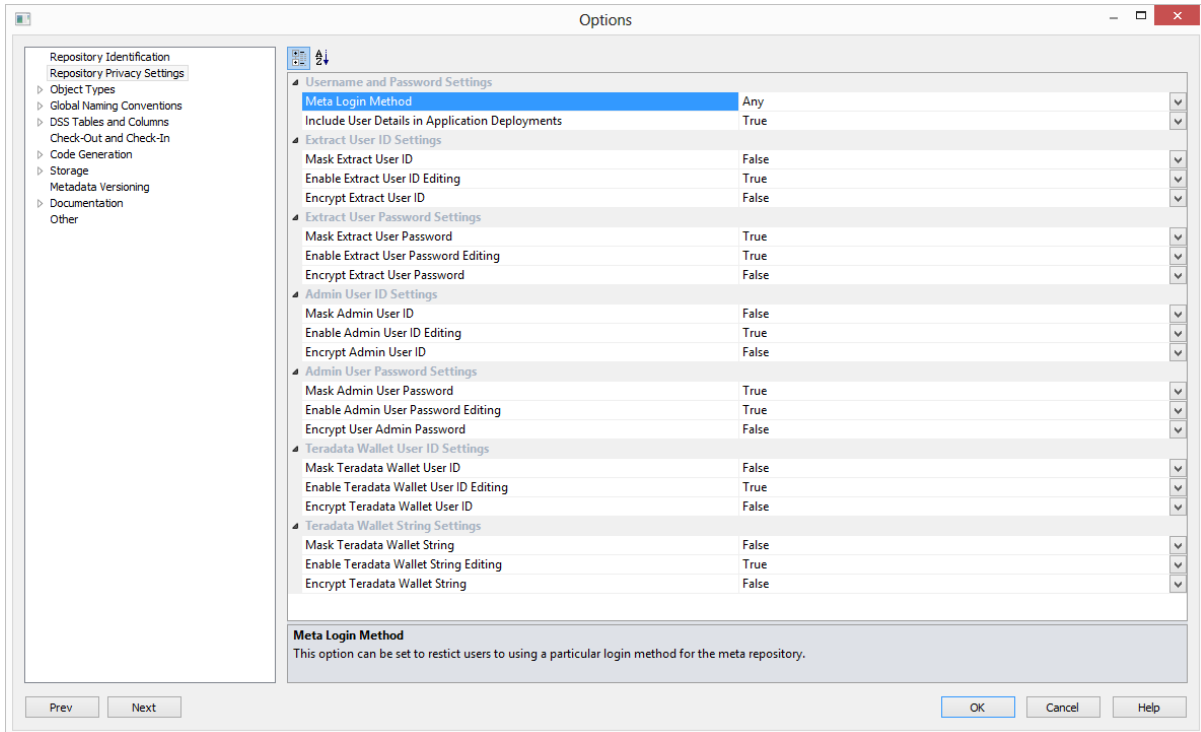 Options
Repository Identification
Repository Privacy Settings
Object Types
Global Naming Conventions
DSS Tables and Columns
Check-Out and Check-In
Code Generation
Storage
Metadata Versioning
Documentation
Other
Username and Password Settings
Meta Login Method Any
Include User Details in Application Deployments True
Extract User ID Settings
Mask Extract User ID False
Enable Extract User ID Editing True
Encrypt Extract User ID False
Extract User Password Settings
Mask Extract User Password True
Enable Extract User Password Editing True
Encrypt Extract User Password False
Admin User ID Settings
Mask Admin User ID False
Enable Admin User ID Editing True
Encrypt Admin User ID False
Admin User Password Settings
Mask Admin User Password True
Enable Admin User Password Editing True
Encrypt User Admin Password False
Teradata Wallet User ID Settings
Mask Teradata Wallet User ID False
Enable Teradata Wallet User ID Editing True
Encrypt Teradata Wallet User ID False
Teradata Wallet String Settings
Mask Teradata Wallet String False
Enable Teradata Wallet String Editing True
Encrypt Teradata Wallet String False
Meta Login Method
This option can be set to restict users to using a particular login method for the meta repository.
Prev Next OK Cancel Help